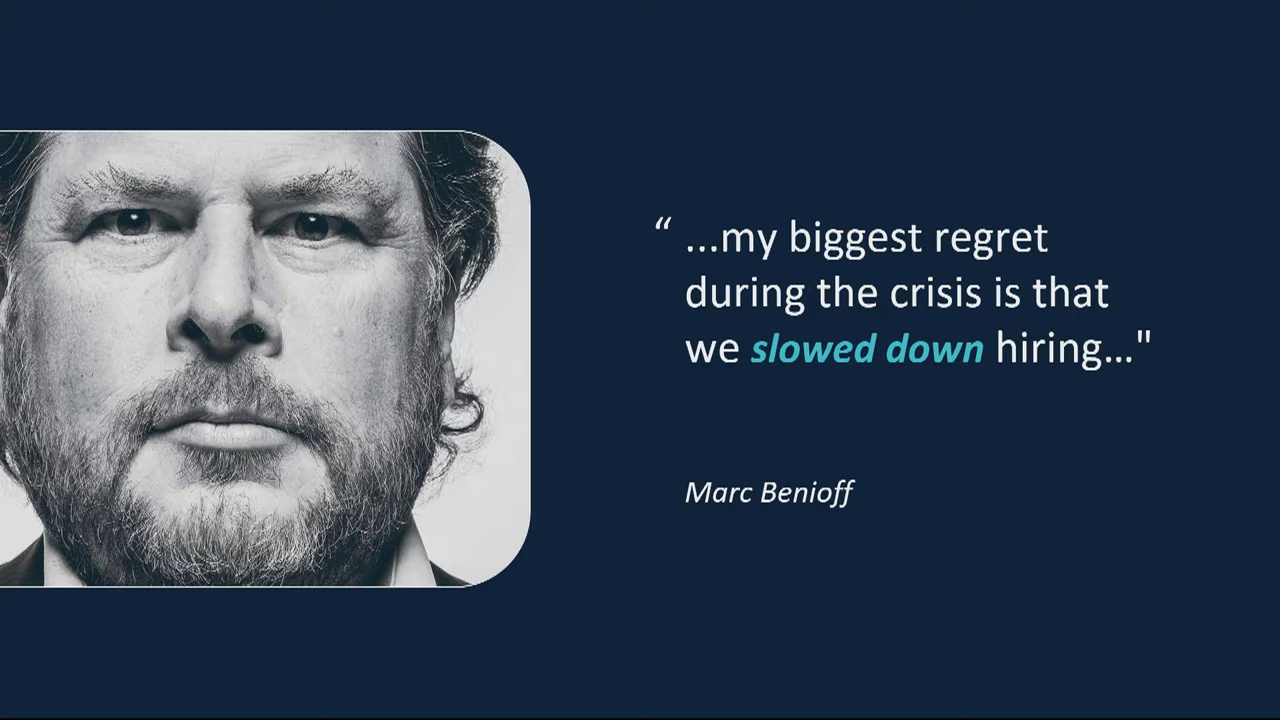 “ ...my biggest regret
during the crisis is that
we slowed down hiring..."
Marc Benioff